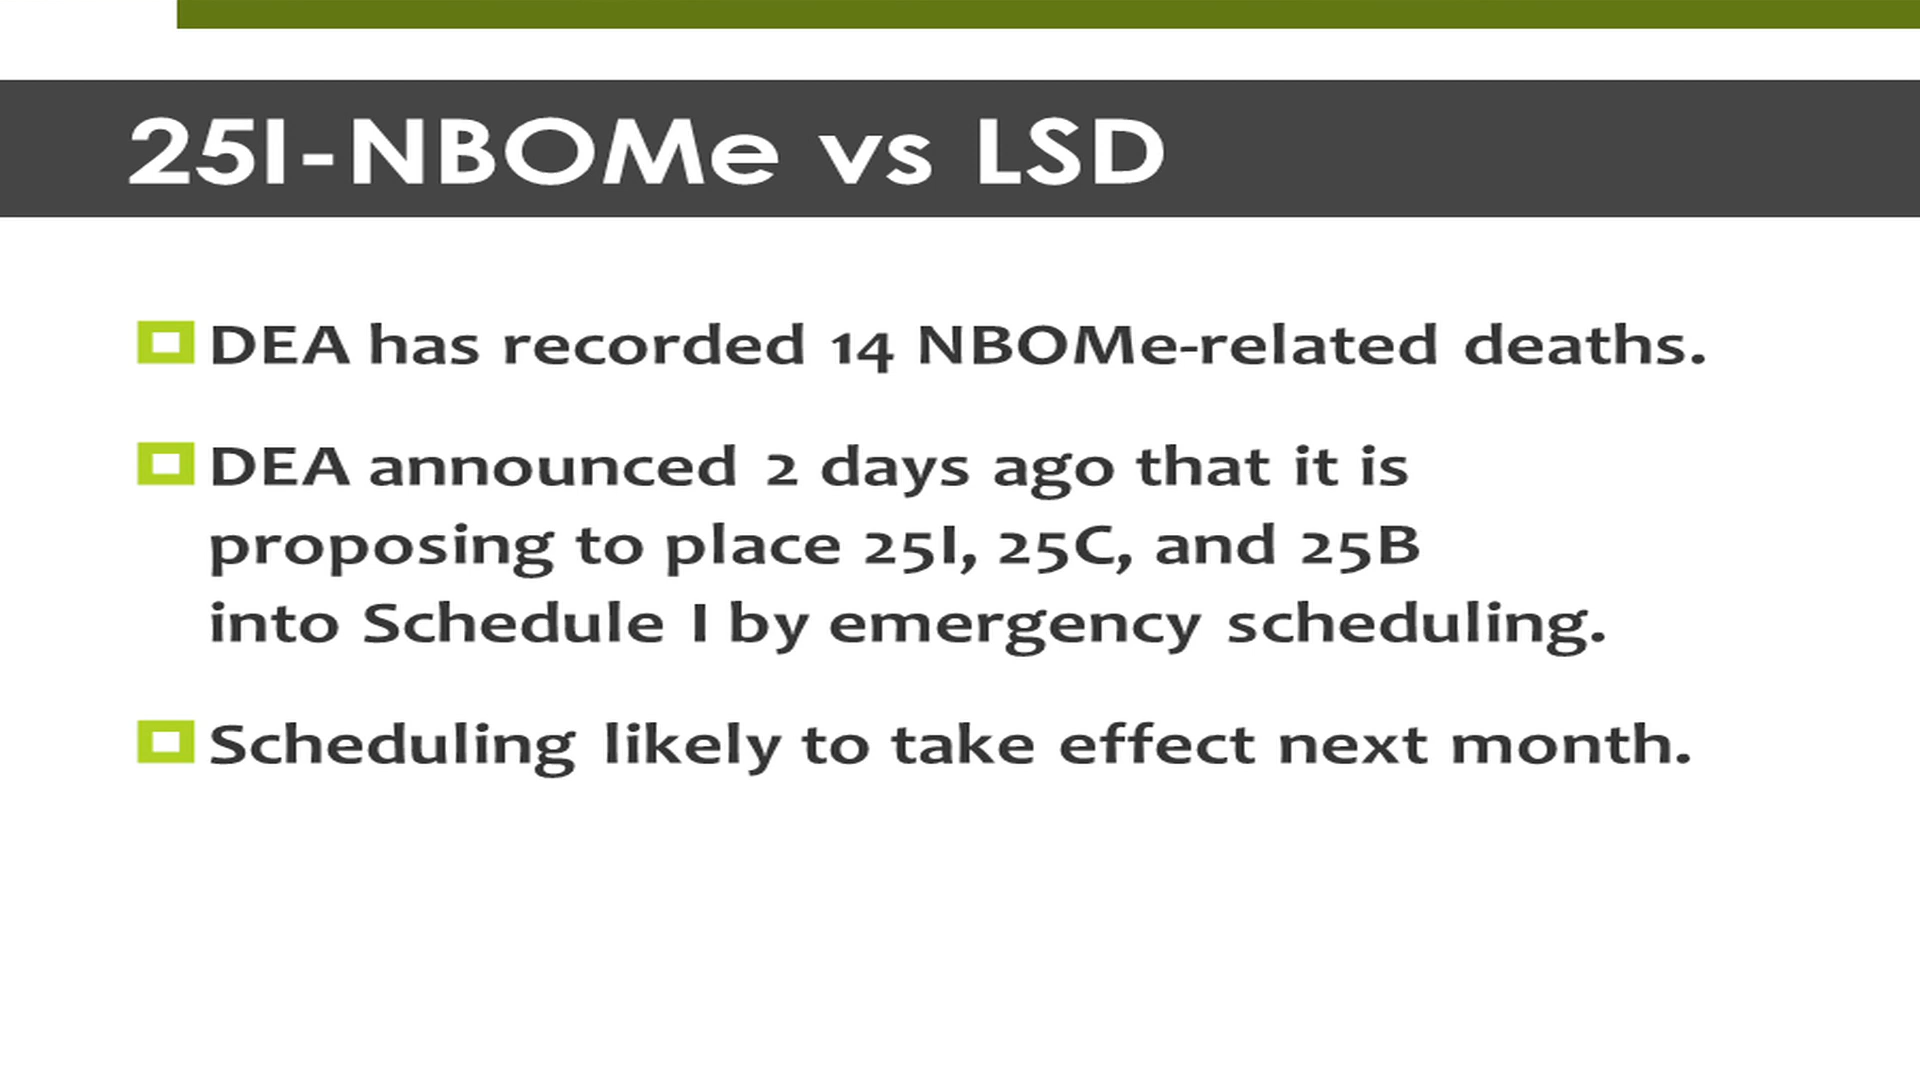 25I-NBOMe vs LSD
DEA has recorded 14 NBOMe-related deaths.
DEA announced 2 days ago that it is
proposing to place 25I, 25C, and 25B
into Schedule I by emergency scheduling.
Scheduling likely to take effect next month.